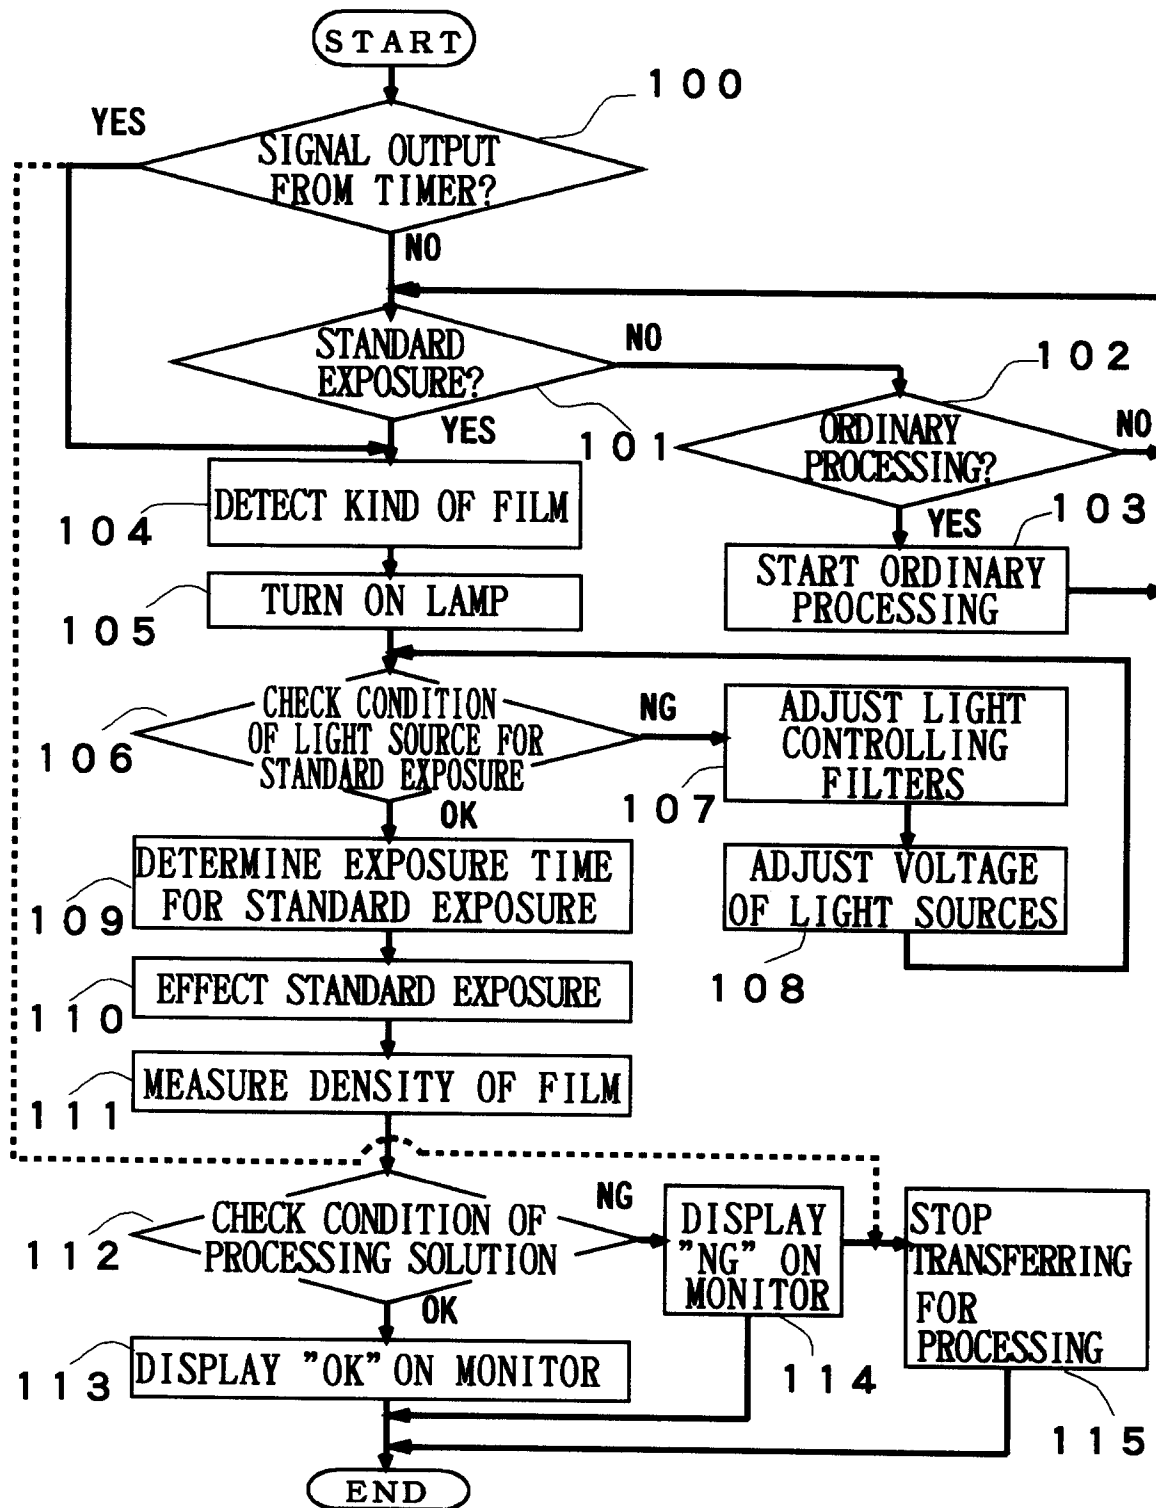 START
100
YES
SIGNAL OUTPUT
FROM TIMER?
NO
STANDARD
EXPOSURE?
NO
102
YES
101
ORDINARY
PROCESSING?
NO
DETECT KIND OF FILM
104
YES
103
START ORDINARY
PROCESSING
TURN ON LAMP
105
CHECK CONDITION
OF LIGHT SOURCE FOR
STANDARD EXPOSURE
NG
106
ADJUST LIGHT
CONTROLLING
FILTERS
107
OK
DETERMINE EXPOSURE TIME
FOR STANDARD EXPOSURE
109
ADJUST VOLTAGE
OF LIGHT SOURCES
108
EFFECT STANDARD EXPOSURE
110
MEASURE DENSITY OF FILM
111
CHECK CONDITION OF
PROCESSING SOLUTION
NG
112
DISPLAY
"NG" ON
MONITOR
STOP
TRANSFERRING
FOR
PROCESSING
OK
DISPLAY "OK" ON MONITOR
113
114
115
END